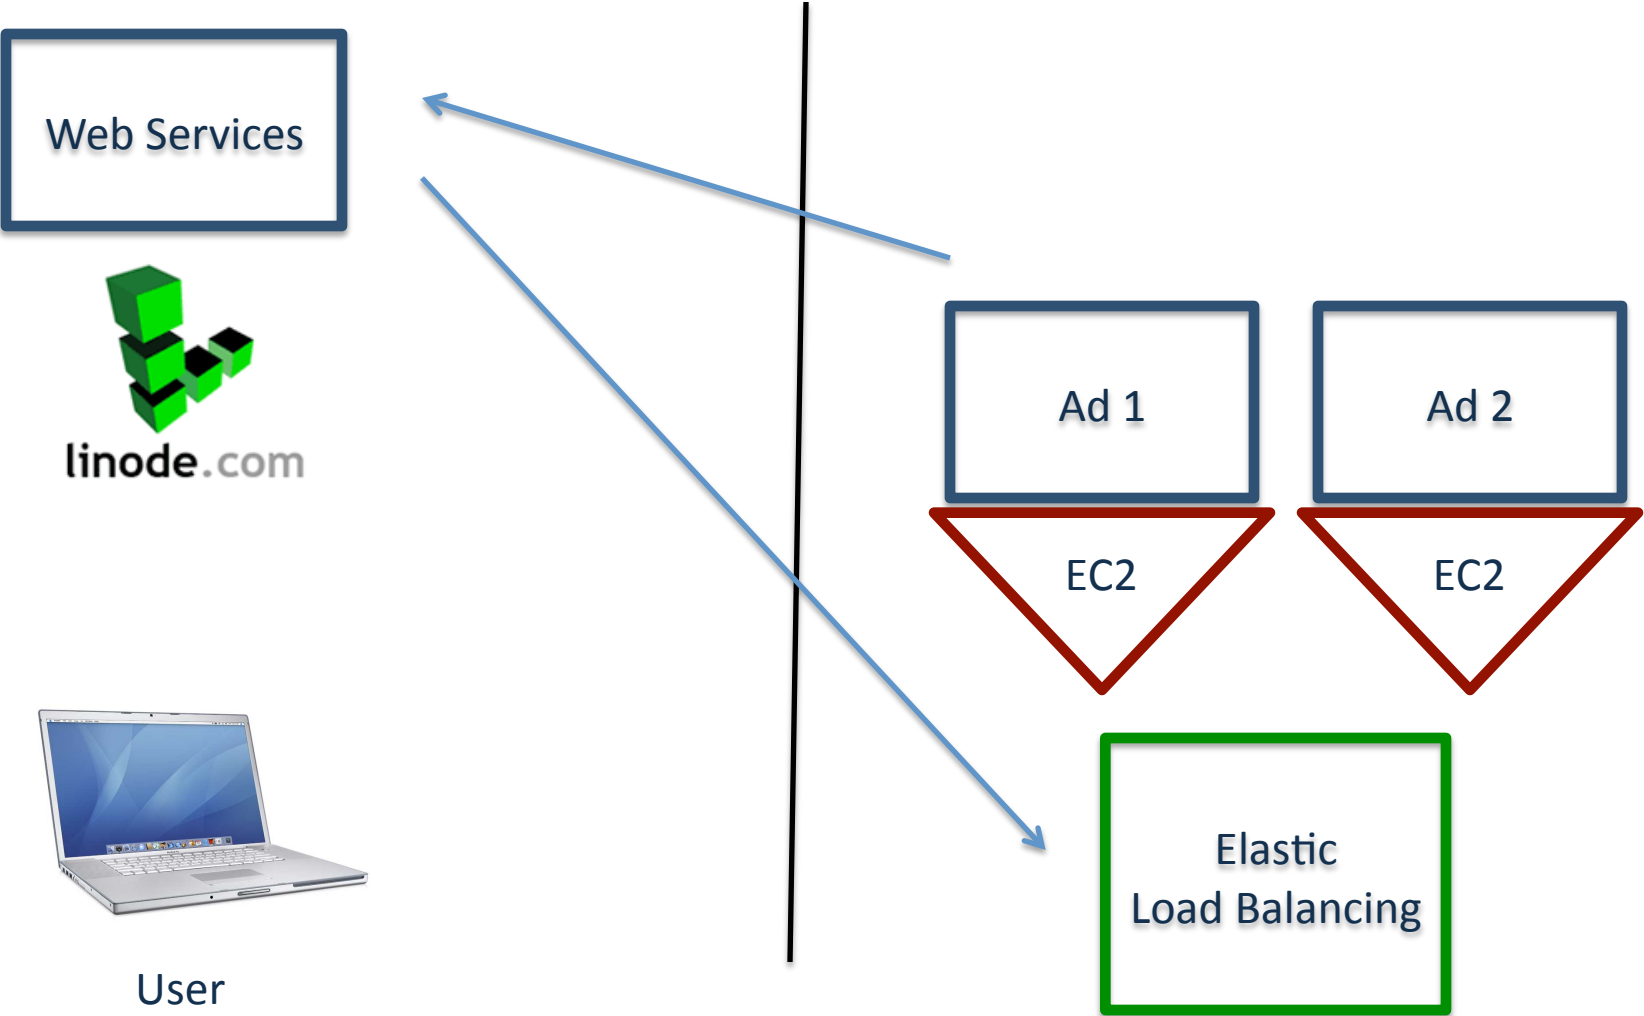 Web Services
linode.com
Ad 1
Ad 2
EC2
EC2
Elastic
Load Balancing
User